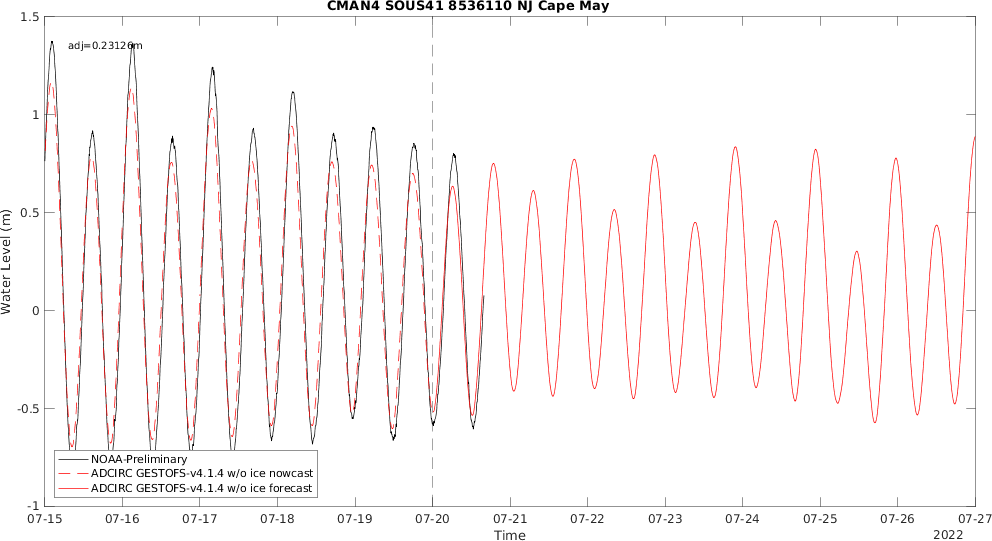 CMAN4 SOUS41 8536110 NJ Cape May
adj=0.23126m
Water Level (m)
1.5
1
0.5
0
-0.5
-1
NOAA-Preliminary
ADCIRC GESTOFS-v4.1.4 w/o ice nowcast
ADCIRC GESTOFS-v4.1.4 w/o ice forecast
07-15 07-16 07-17 07-18 07-19 07-20 07-21 07-22 07-23 07-24 07-25 07-26 07-27
Time
2022